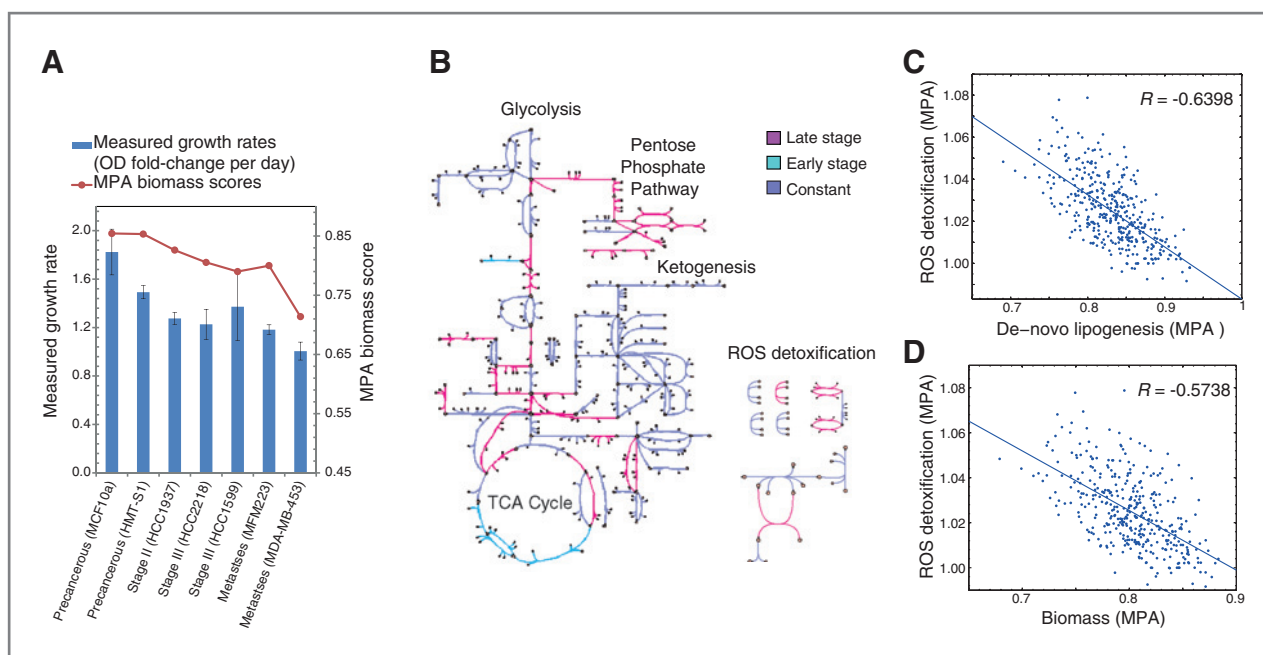 A
Measured growth rates
(OD fold-change per day)
MPA biomass scores
Measured growth rate
2.0
1.6
1.2
0.8
0.4
0.0
MPA biomass score
0.85
0.75
0.65
0.55
0.45
Precancerous (MCF10a)
Precancerous (HMT-S1)
Stage II (HCC1937)
Stage III (HCC2218)
Stage III (HCC1599)
Metastses (MFM223)
Metastses (MDA-MB-453)
B
Glycolysis
Pentose
Phosphate
Pathway
Late stage
Early stage
Constant
Ketogenesis
ROS detoxification
TCA Cycle
C
ROS detoxification (MPA)
1.08
1.06
1.04
1.02
1.00
R = -0.6398
0.7
0.8
0.9
1
De-novo lipogenesis (MPA )
D
ROS detoxification (MPA)
1.08
1.06
1.04
1.02
1.00
R = -0.5738
0.7
0.8
0.9
Biomass (MPA)